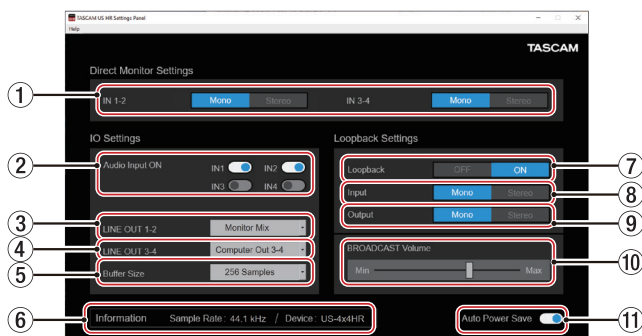 TASCAM US HR Settings Panel
Help
TASCAM
Direct Monitor Settings
1 IN 1-2 Mono Stereo IN 3-4 Mono Stereo
IO Settings Loopback Settings
2 Audio Input ON IN1 IN2 Loopback OFF ON 7
IN3 IN4 Input Mono Stereo 8
3 LINE OUT 1-2 Monitor Mix Output Mono Stereo 9
4 LINE OUT 3-4 Computer Out 3-4 BROADCAST Volume
5 Buffer Size 256 Samples Min Max 10
6 Information Sample Rate : 44.1 kHz / Device : US-4x4HR Auto Power Save 11